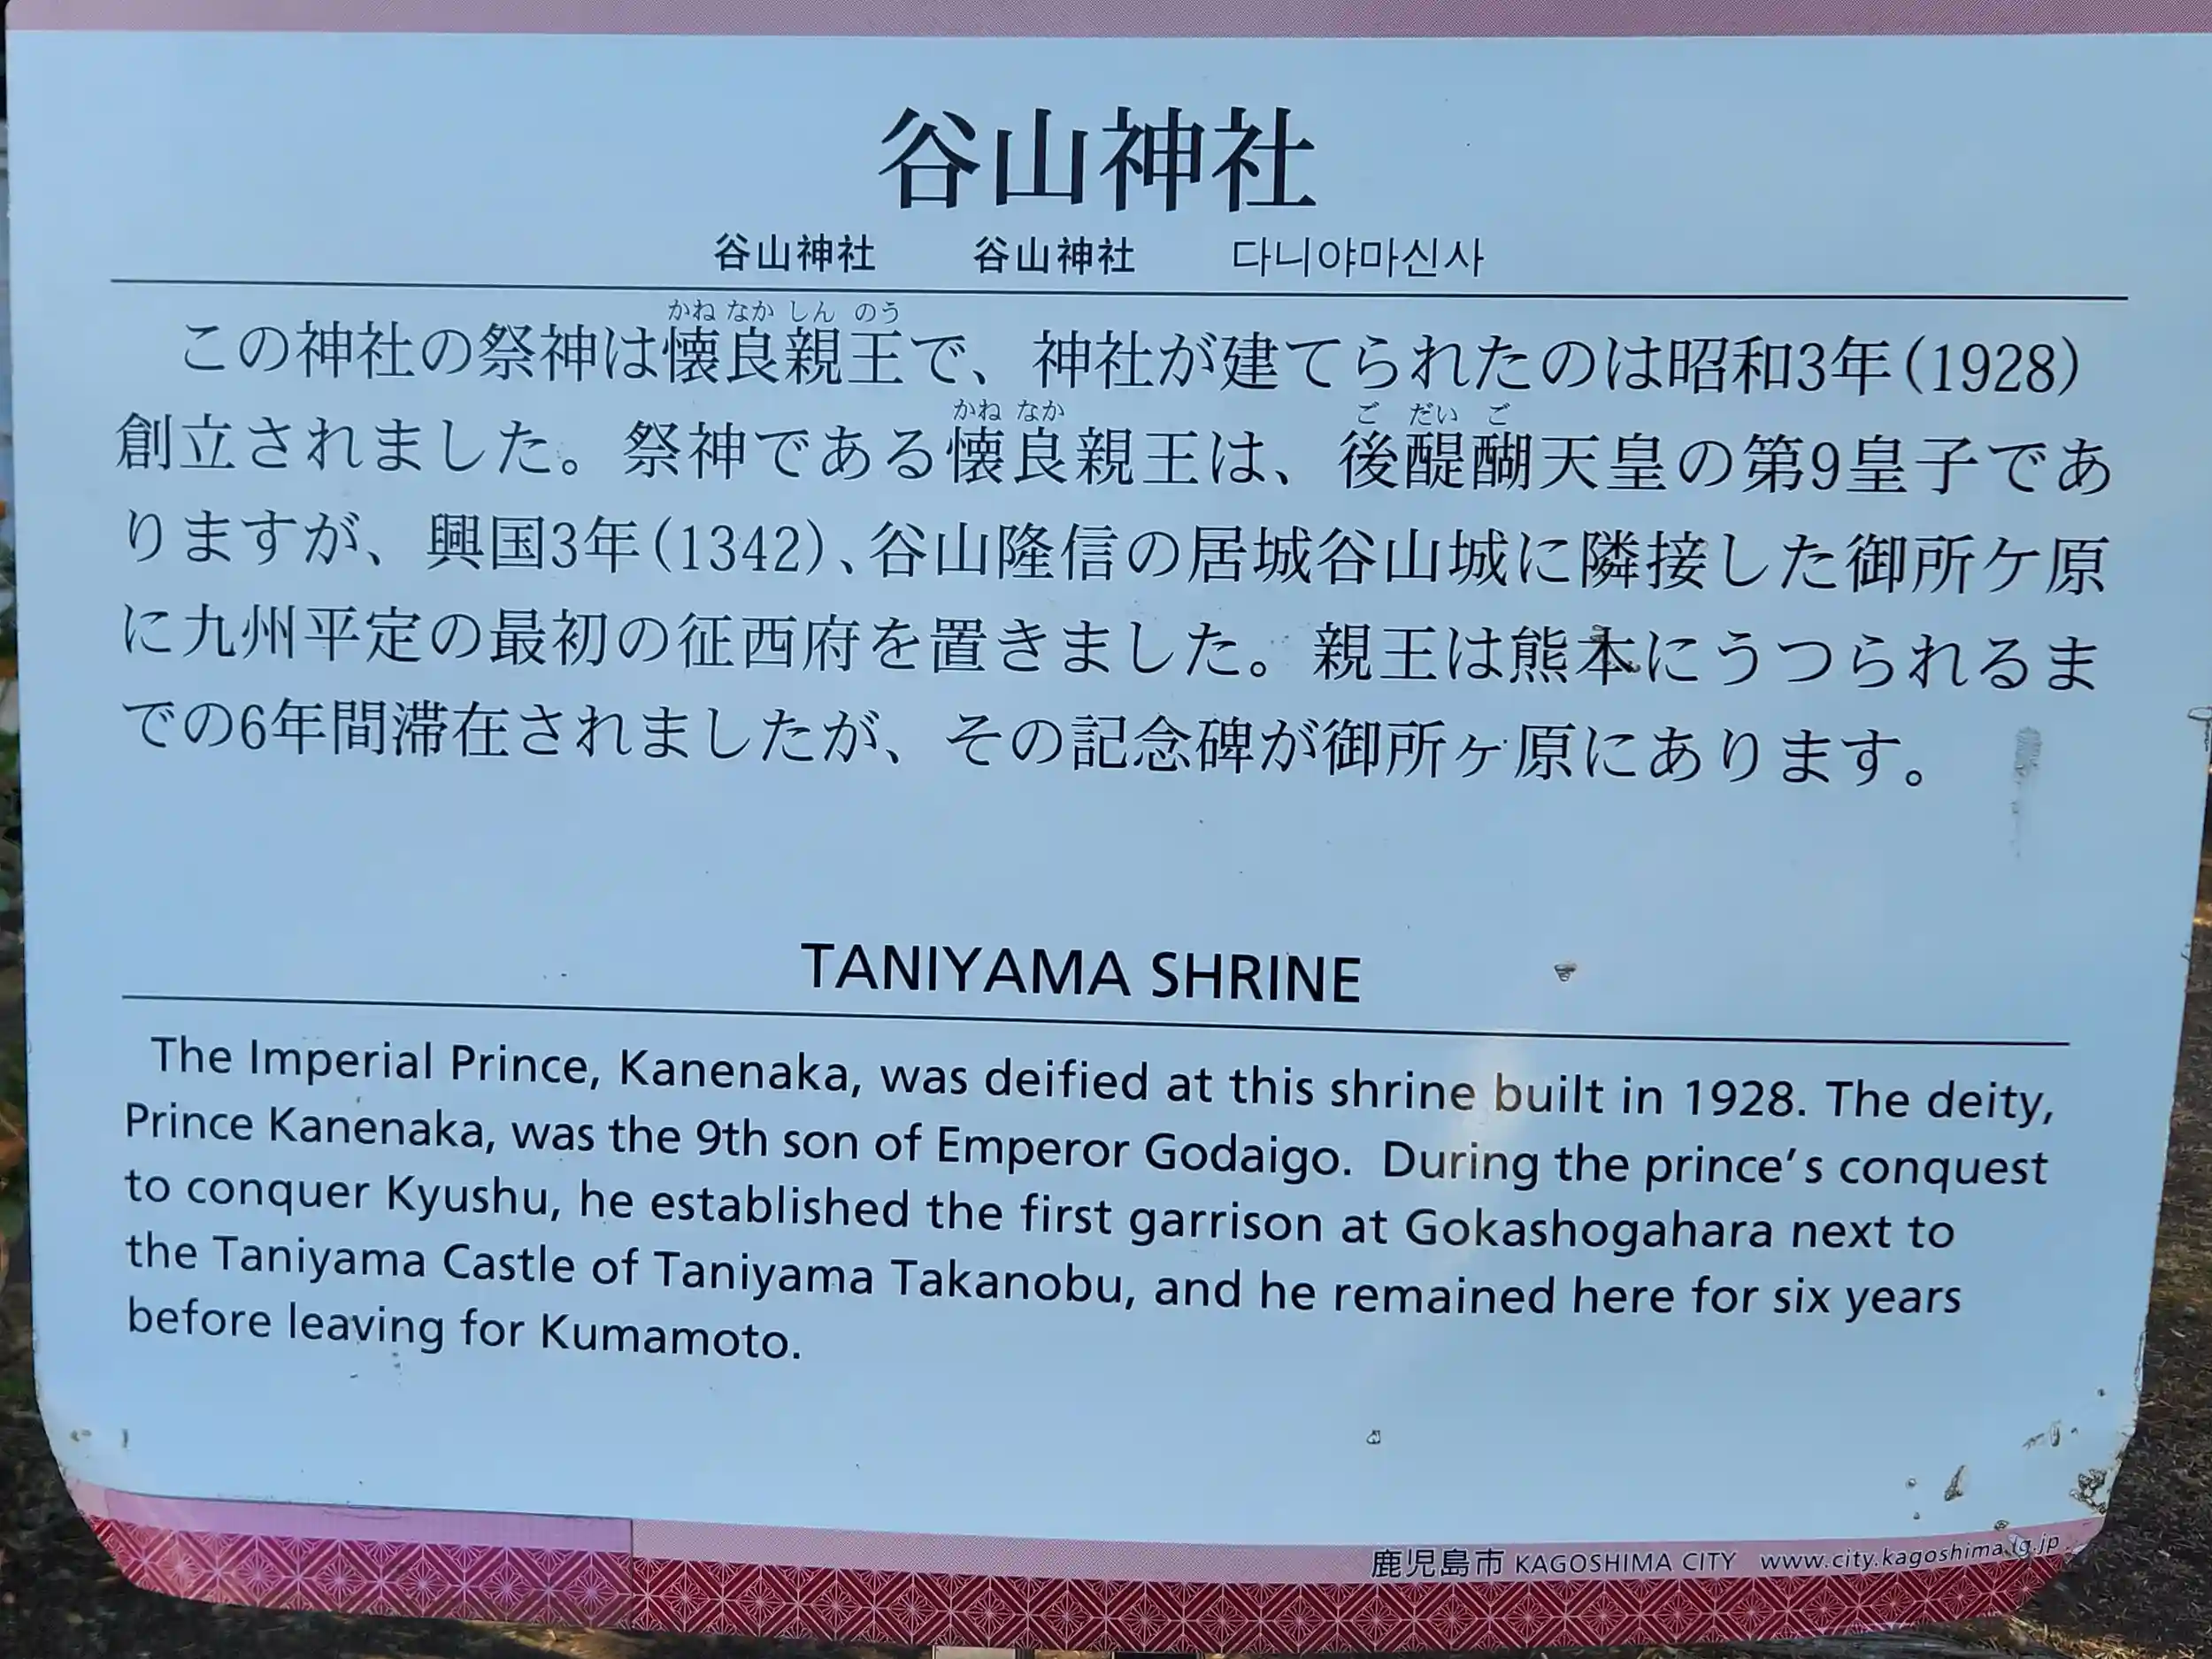 谷山神社
谷山神社 谷山神社 다니야마신사
かね なか しん のう
この神社の祭神は懐良親王で、神社が建てられたのは昭和3年(1928)
かね なか ご だい ご
創立されました。祭神である懐良親王は、後醍醐天皇の第9皇子であ
りますが、興国3年(1342)、谷山隆信の居城谷山城に隣接した御所ケ原
に九州平定の最初の征西府を置きました。親王は熊本にうつられるま
での6年間滞在されましたが、その記念碑が御所ヶ原にあります。
TANIYAMA SHRINE
The Imperial Prince, Kanenaka, was deified at this shrine built in 1928. The deity,
Prince Kanenaka, was the 9th son of Emperor Godaigo. During the prince's conquest
to conquer Kyushu, he established the first garrison at Gokashogahara next to
the Taniyama Castle of Taniyama Takanobu, and he remained here for six years
before leaving for Kumamoto.
鹿児島市 KAGOSHIMA CITY www.city.kagoshima.lg.jp